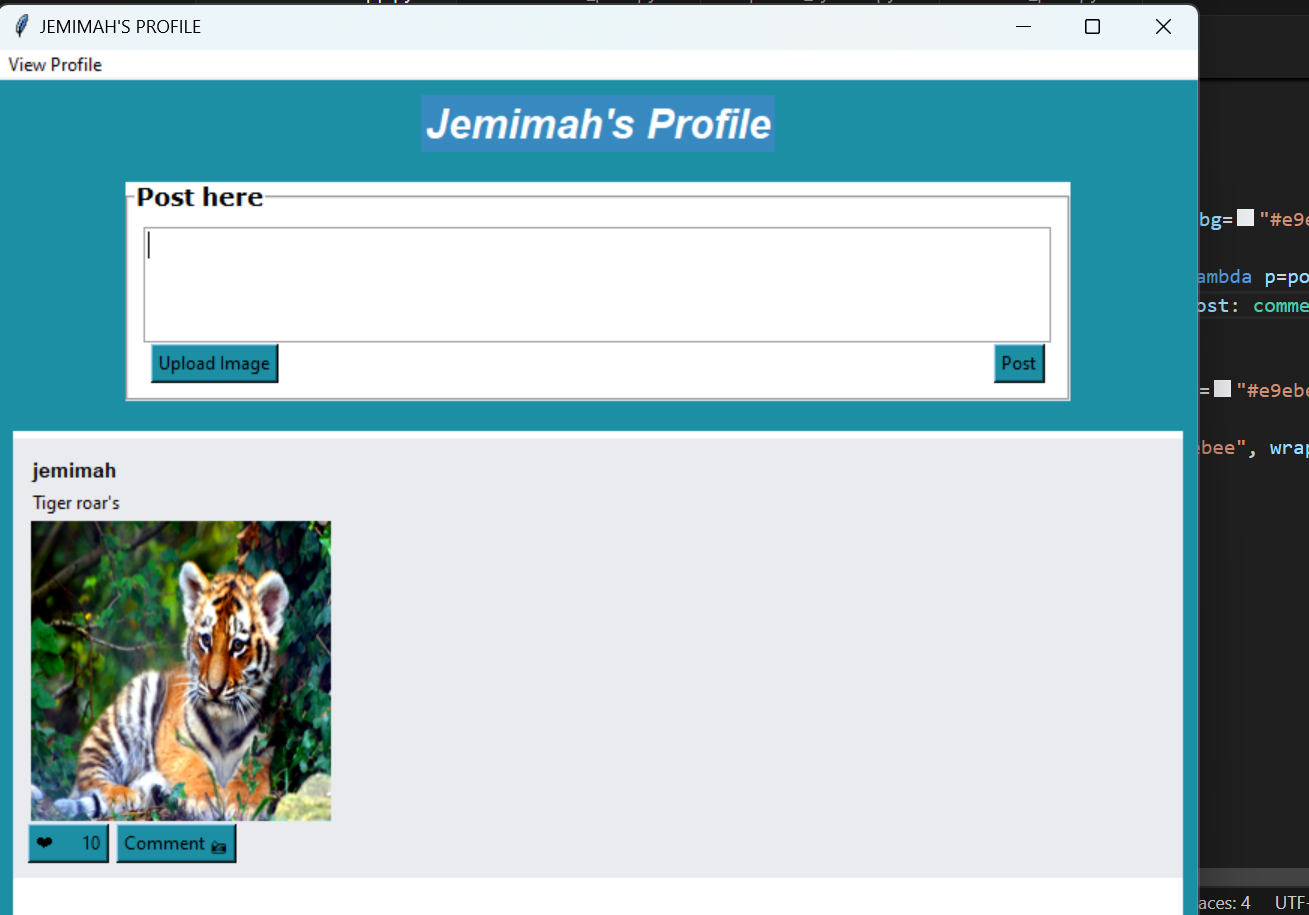 JEMIMAH'S PROFILE
View Profile
Jemimah's Profile
Post here
bg= "#e9e
ambda p=po
ost: comme
Upload Image
Post
= "#e9ebe
bee", wrap
jemimah
Tiger roar's
❤ 10
Comment 📷
aces: 4 UTF-